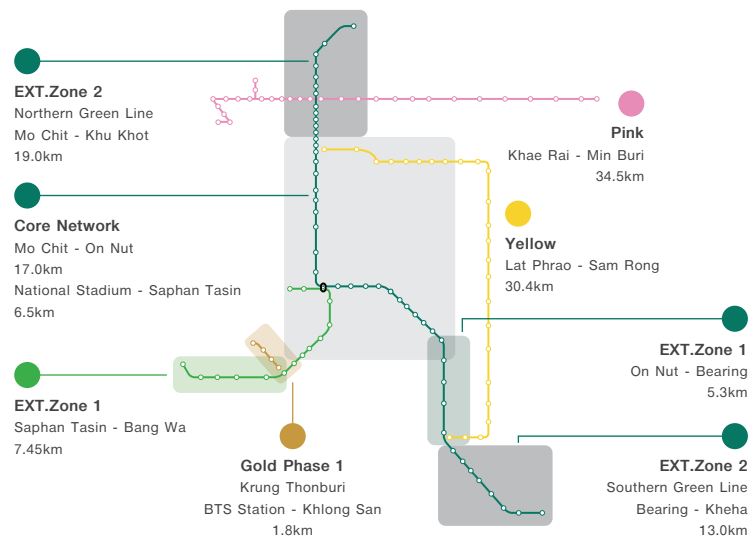 EXT.Zone 2
Northern Green Line
Mo Chit - Khu Khot
19.0km
Pink
Khae Rai - Min Buri
34.5km
Core Network
Mo Chit - On Nut
17.0km
National Stadium - Saphan Tasin
6.5km
Yellow
Lat Phrao - Sam Rong
30.4km
EXT.Zone 1
On Nut - Bearing
5.3km
EXT.Zone 1
Saphan Tasin - Bang Wa
7.45km
Gold Phase 1
Krung Thonburi
BTS Station - Khlong San
1.8km
EXT.Zone 2
Southern Green Line
Bearing - Kheha
13.0km